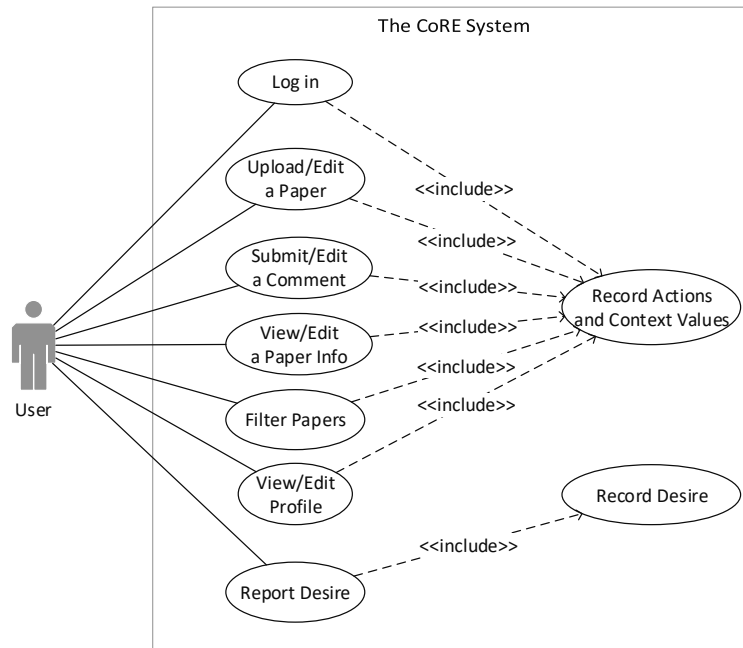 The CoRE System
Log in
<<include>>
Upload/Edit
a Paper
<<include>>
Submit/Edit
a Comment
<<include>>
Record Actions
and Context Values
View/Edit
a Paper Info
<<include>>
User
Filter Papers
<<include>>
<<include>>
View/Edit
Profile
Record Desire
<<include>>
Report Desire